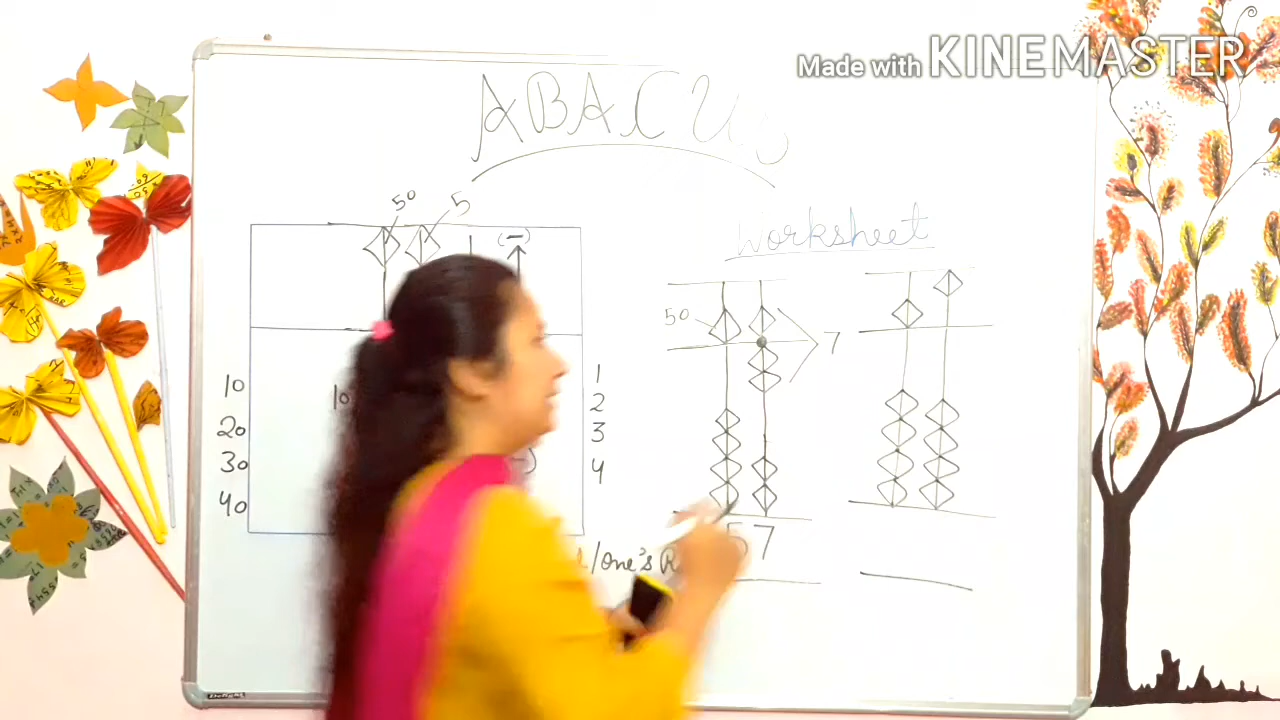 Made with KINEMASTER
ABACUS
50 5
(-)
Worksheet
50
7
10 10 1
20 2
30 3
40 4
57
/One's R